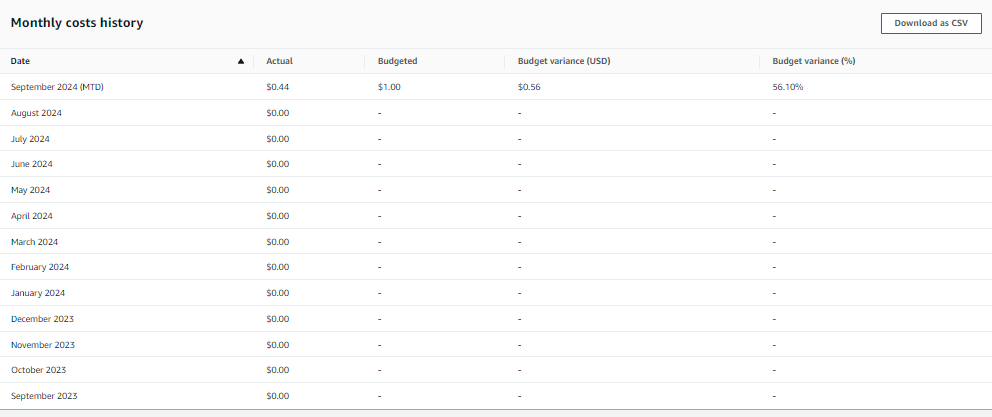 Monthly costs history
Download as CSV
Date ▲ Actual Budgeted Budget variance (USD) Budget variance (%)
September 2024 (MTD) $0.44 $1.00 $0.56 56.10%
August 2024 $0.00 - - -
July 2024 $0.00 - - -
June 2024 $0.00 - - -
May 2024 $0.00 - - -
April 2024 $0.00 - - -
March 2024 $0.00 - - -
February 2024 $0.00 - - -
January 2024 $0.00 - - -
December 2023 $0.00 - - -
November 2023 $0.00 - - -
October 2023 $0.00 - - -
September 2023 $0.00 - - -